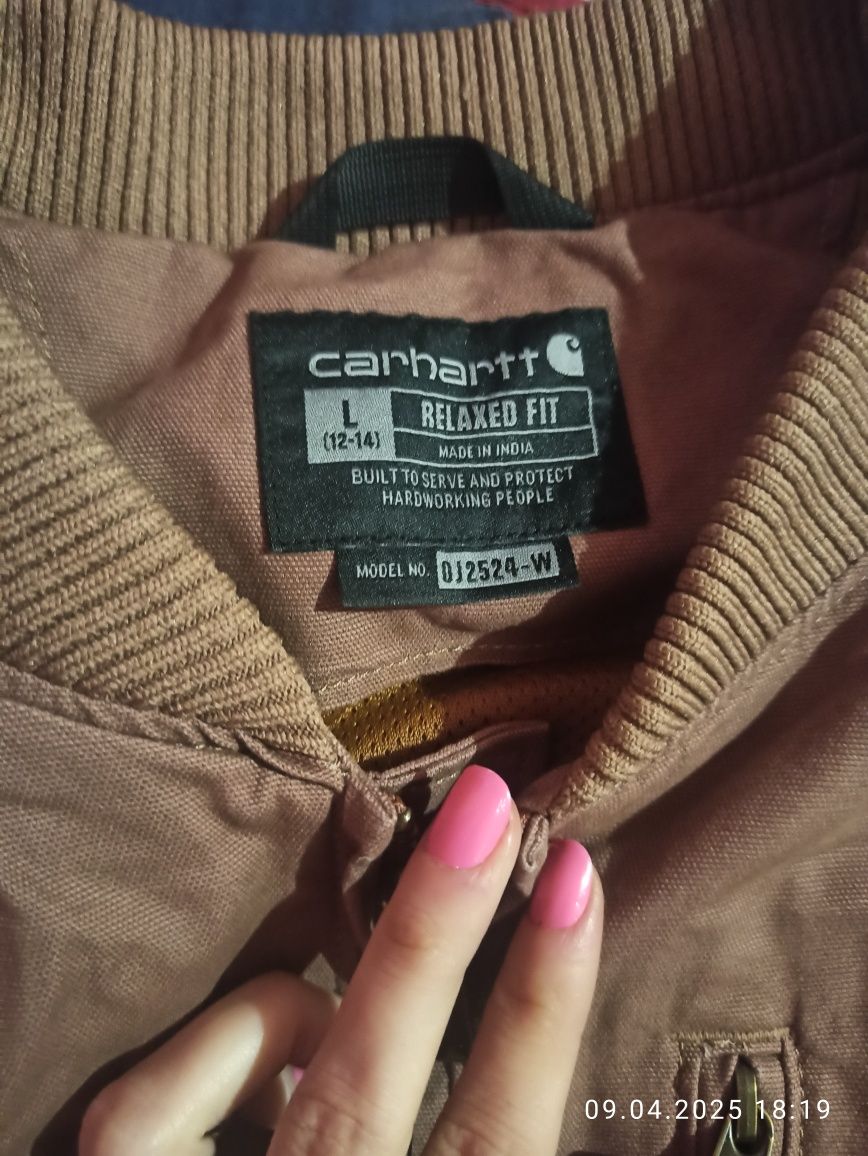 carhartt
L
(12-14)
RELAXED FIT
MADE IN INDIA
BUILT TO SERVE AND PROTECT
HARDWORKING PEOPLE
MODEL NO. OJ2524-W
09.04.2025 18:19